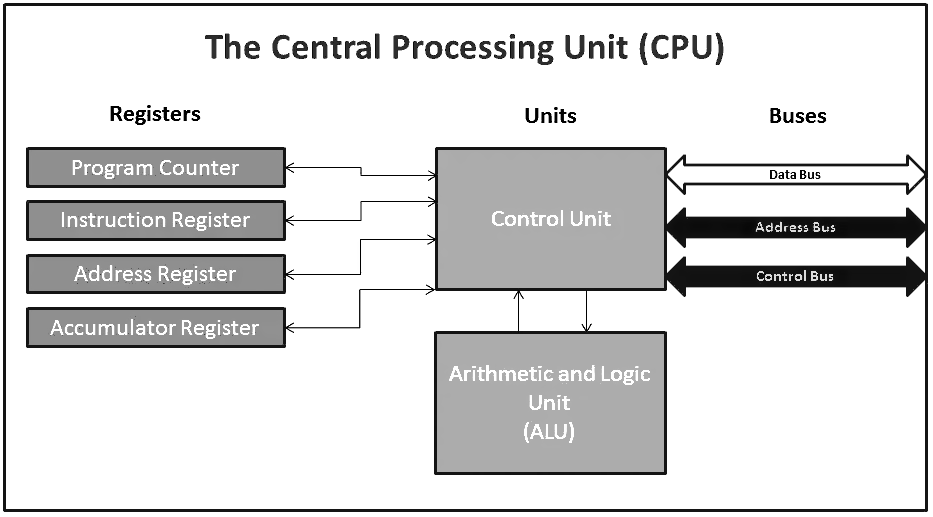 The Central Processing Unit (CPU)
Registers
Units
Buses
Program Counter
Instruction Register
Address Register
Accumulator Register
Control Unit
Arithmetic and Logic
Unit
(ALU)
Data Bus
Address Bus
Control Bus